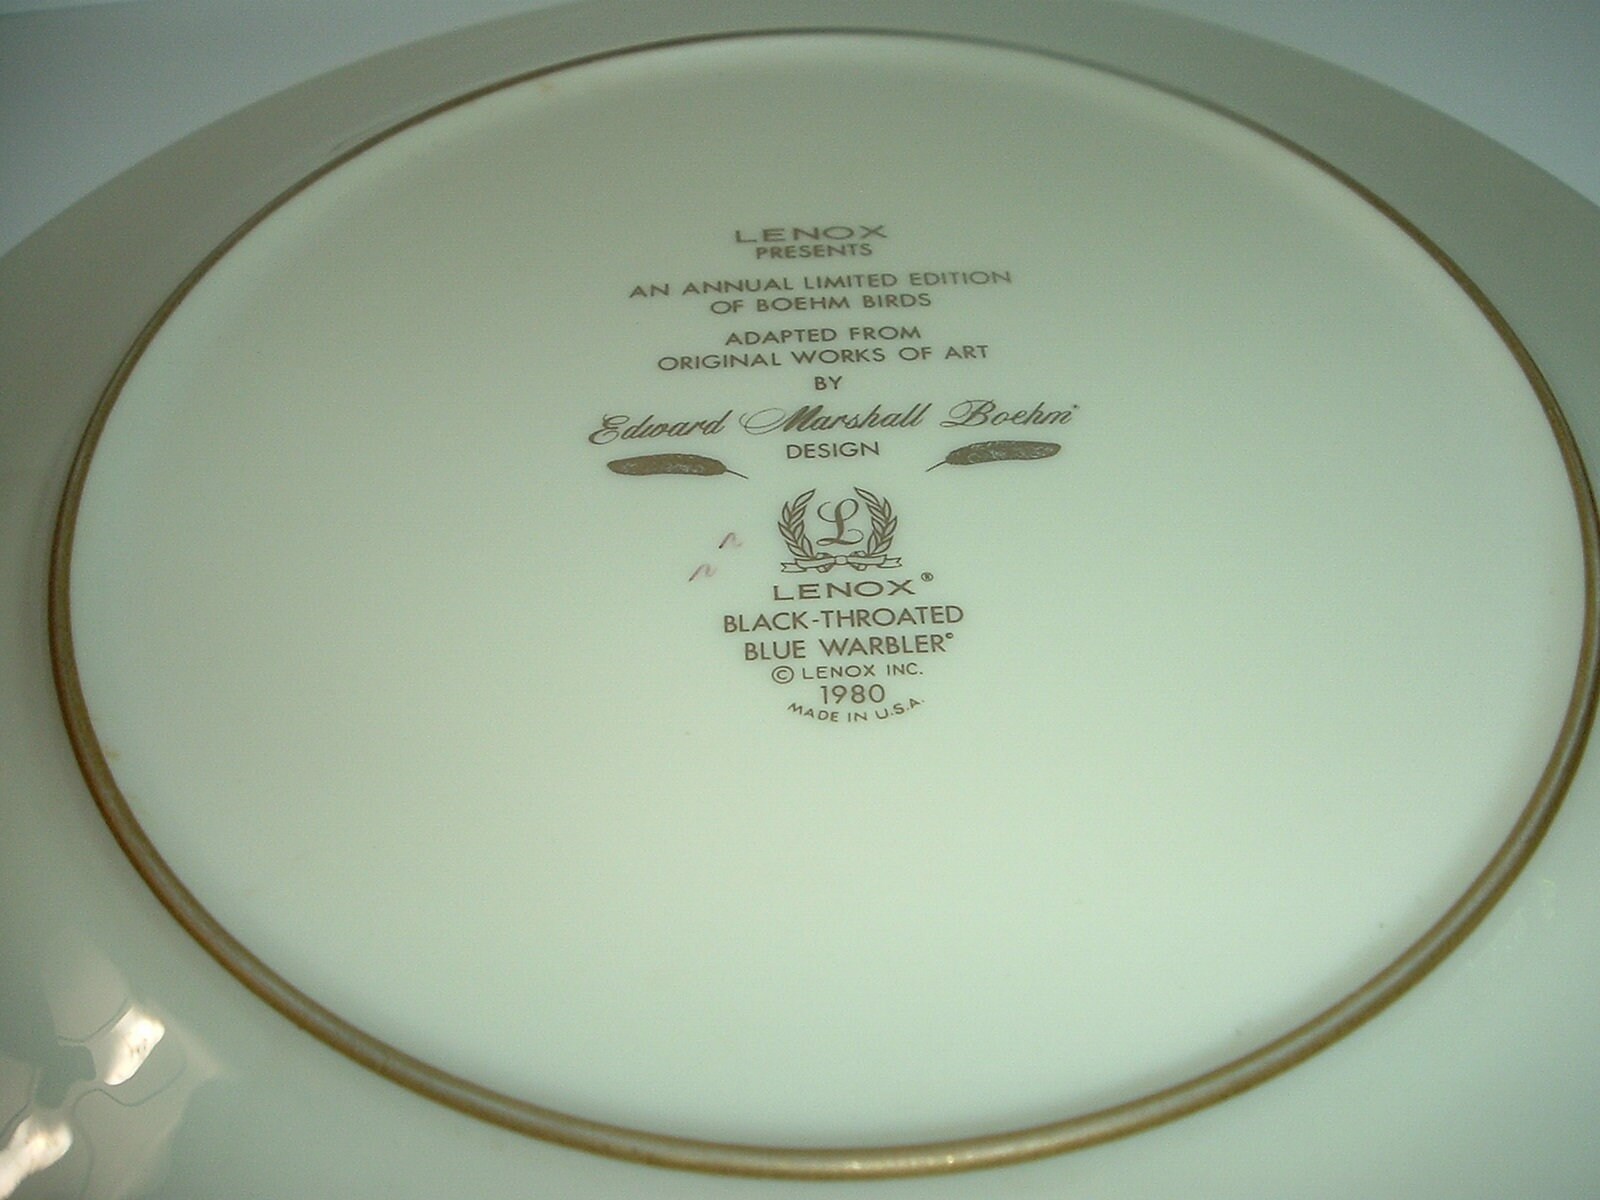 LENOX
PRESENTS
AN ANNUAL LIMITED EDITION
OF BOEHM BIRDS
ADAPTED FROM
ORIGINAL WORKS OF ART
BY
Edward Marshall Boehm
DESIGN
L
LENOX®
BLACK-THROATED
BLUE WARBLER©
© LENOX INC.
1980
MADE IN U.S.A.